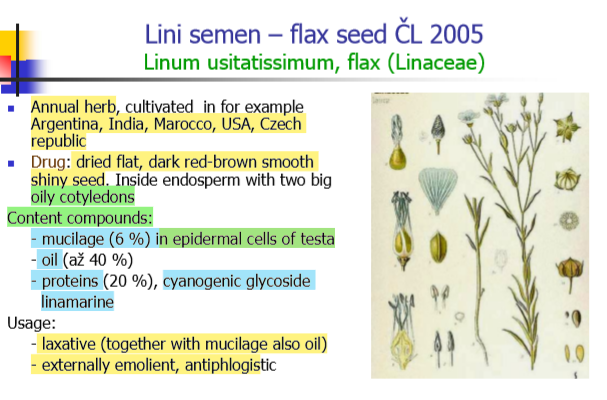 Lini semen – flax seed ČL 2005
Linum usitatissimum, flax (Linaceae)
Annual herb, cultivated in for example
Argentina, India, Marocco, USA, Czech
republic
Drug: dried flat, dark red-brown smooth
shiny seed. Inside endosperm with two big
oily cotyledons
Content compounds:
- mucilage (6 %) in epidermal cells of testa
- oil (až 40 %)
- proteins (20 %), cyanogenic glycoside
linamarine
Usage:
- laxative (together with mucilage also oil)
- externally emolient, antiphlogistic